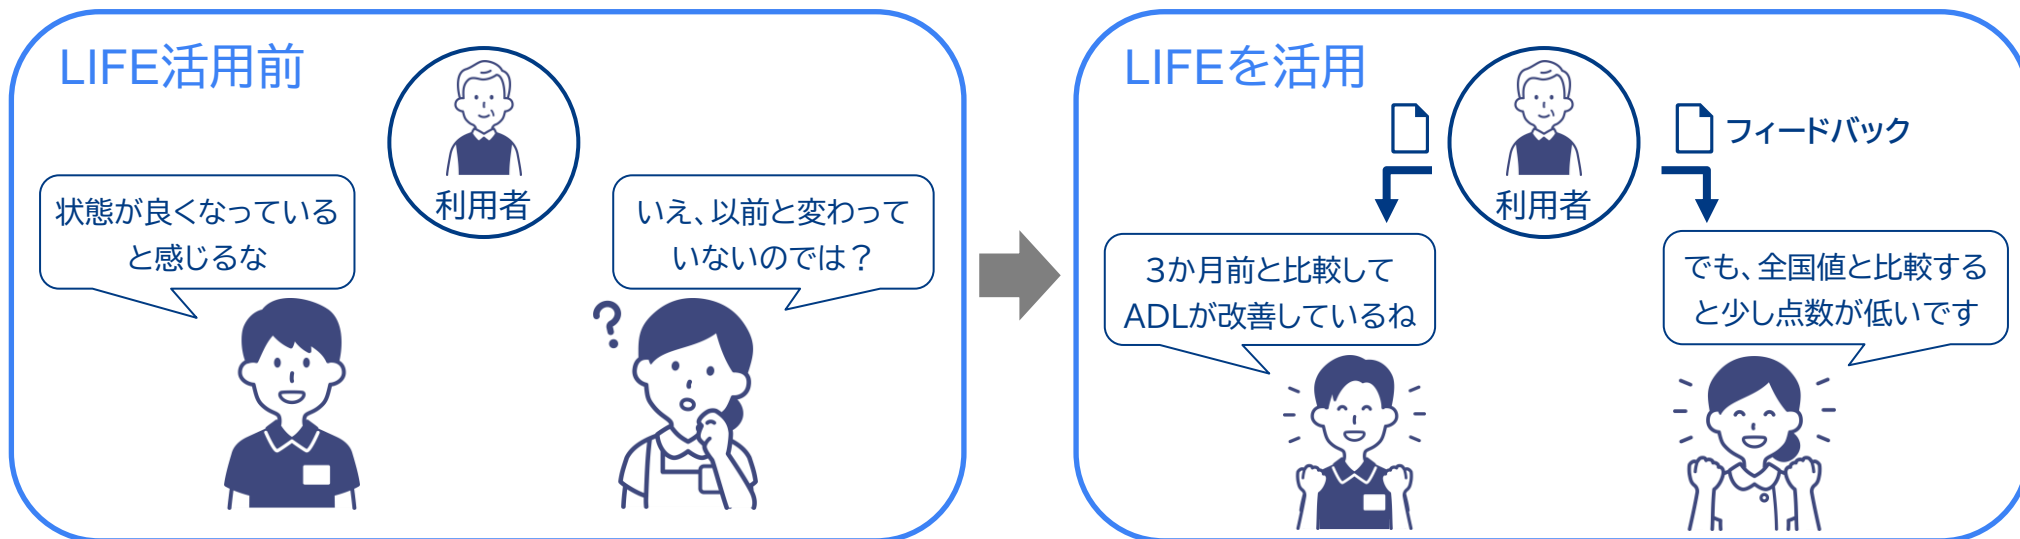 LIFE活用前
利用者
状態が良くなっている
と感じるな
いえ、以前と変わって
いないのでは？
?
LIFEを活用
フィードバック
利用者
３か月前と比較して
ADLが改善しているね
でも、全国値と比較する
と少し点数が低いです